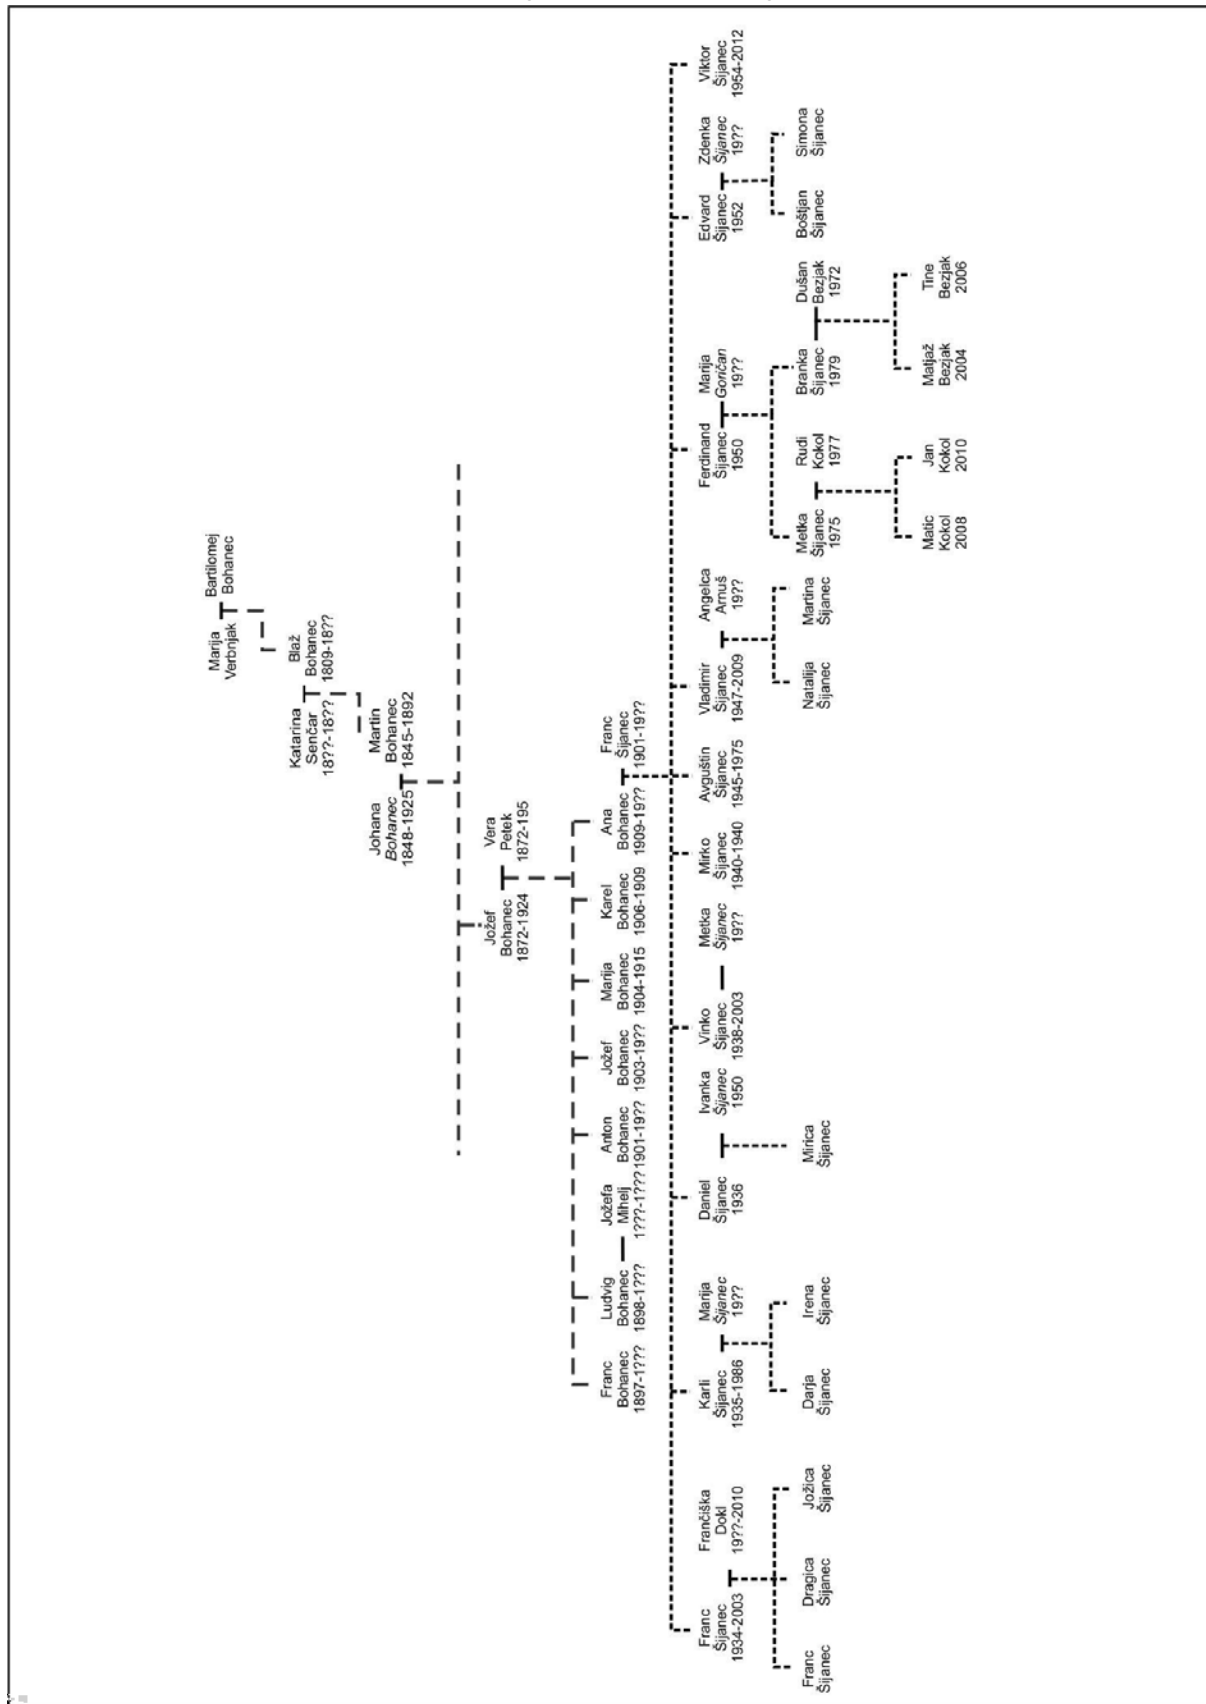 Marija
Verbnjak
Bartilomej
Bohanec
Katarina
Senčar
18??-18??
Blaž
Bohanec
1809-18??
Johana
Bohanec
1848-1925
Martin
Bohanec
1845-1892
Jožef
Bohanec
1872-1924
Vera
Petek
1872-195
Franc
Bohanec
1897-1???
Ludvig
Bohanec
1898-1???
Jožefa
Mihelj
1???-1???
Anton
Bohanec
1901-19??
Jožef
Bohanec
1903-19??
Marija
Bohanec
1904-1915
Karel
Bohanec
1906-1909
Ana
Bohanec
1909-19??
Franc
Šijanec
1901-19??
Franc
Šijanec
1934-2003
Frančiška
Dokl
19??-2010
Karli
Šijanec
1935-1986
Marija
Šijanec
19??
Daniel
Šijanec
1936
Ivanka
Šijanec
1950
Vinko
Šijanec
1938-2003
Metka
Šijanec
19??
Mirko
Šijanec
1940-1940
Avguštin
Šijanec
1945-1975
Vladimir
Šijanec
1947-2009
Angelca
Arnuš
19??
Ferdinand
Šijanec
1950
Marija
Goričan
19??
Edvard
Šijanec
1952
Zdenka
Šijanec
19??
Viktor
Šijanec
1954-2012
Franc
Šijanec
Dragica
Šijanec
Jožica
Šijanec
Darja
Šijanec
Irena
Šijanec
Mirica
Šijanec
Natalija
Šijanec
Martina
Šijanec
Metka
Šijanec
1975
Rudi
Kokol
1977
Branka
Šijanec
1979
Dušan
Bezjak
1972
Boštjan
Šijanec
Simona
Šijanec
Matic
Kokol
2008
Jan
Kokol
2010
Matjaž
Bezjak
2004
Tine
Bezjak
2006